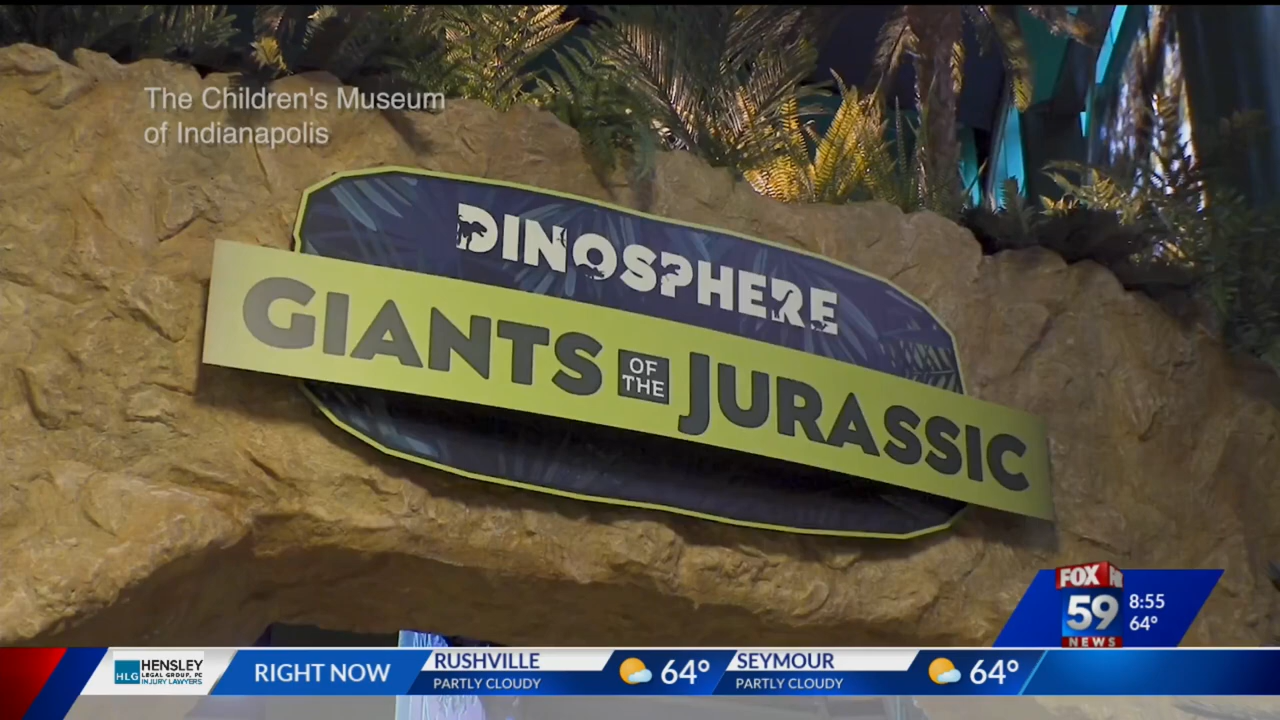 The Children's Museum
of Indianapolis
DINOSPHERE
GIANTS OF THE JURASSIC
FOX
59
NEWS
8:55
64°
HLG
HENSLEY
LEGAL GROUP, PC
INJURY LAWYERS
RIGHT NOW
RUSHVILLE
PARTLY CLOUDY
64°
SEYMOUR
PARTLY CLOUDY
64°